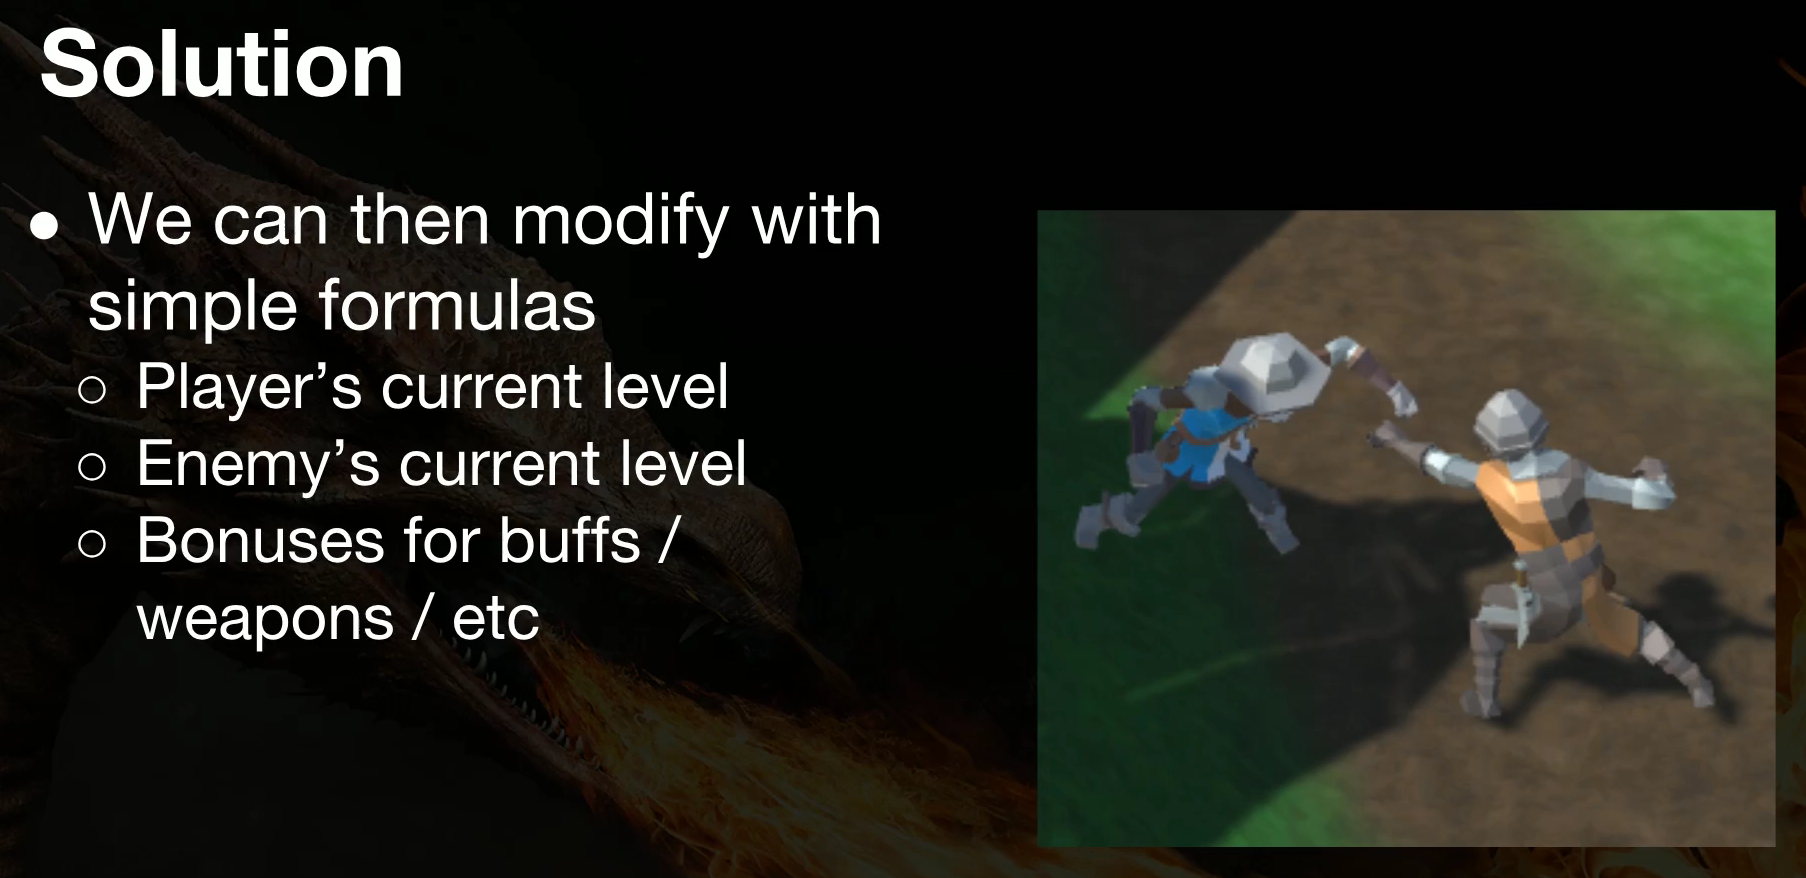 Solution
● We can then modify with
simple formulas
○ Player’s current level
○ Enemy’s current level
○ Bonuses for buffs /
weapons / etc